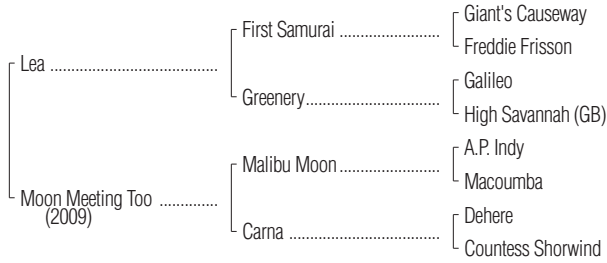 Giant's Causeway
First Samurai ......................
Freddie Frisson
Lea .....................................
Galileo
Greenery .............................
High Savannah (GB)
A.P. Indy
Malibu Moon ......................
Macoumba
Moon Meeting Too .............
(2009)
Dehere
Carna .................................
Countess Shorwind